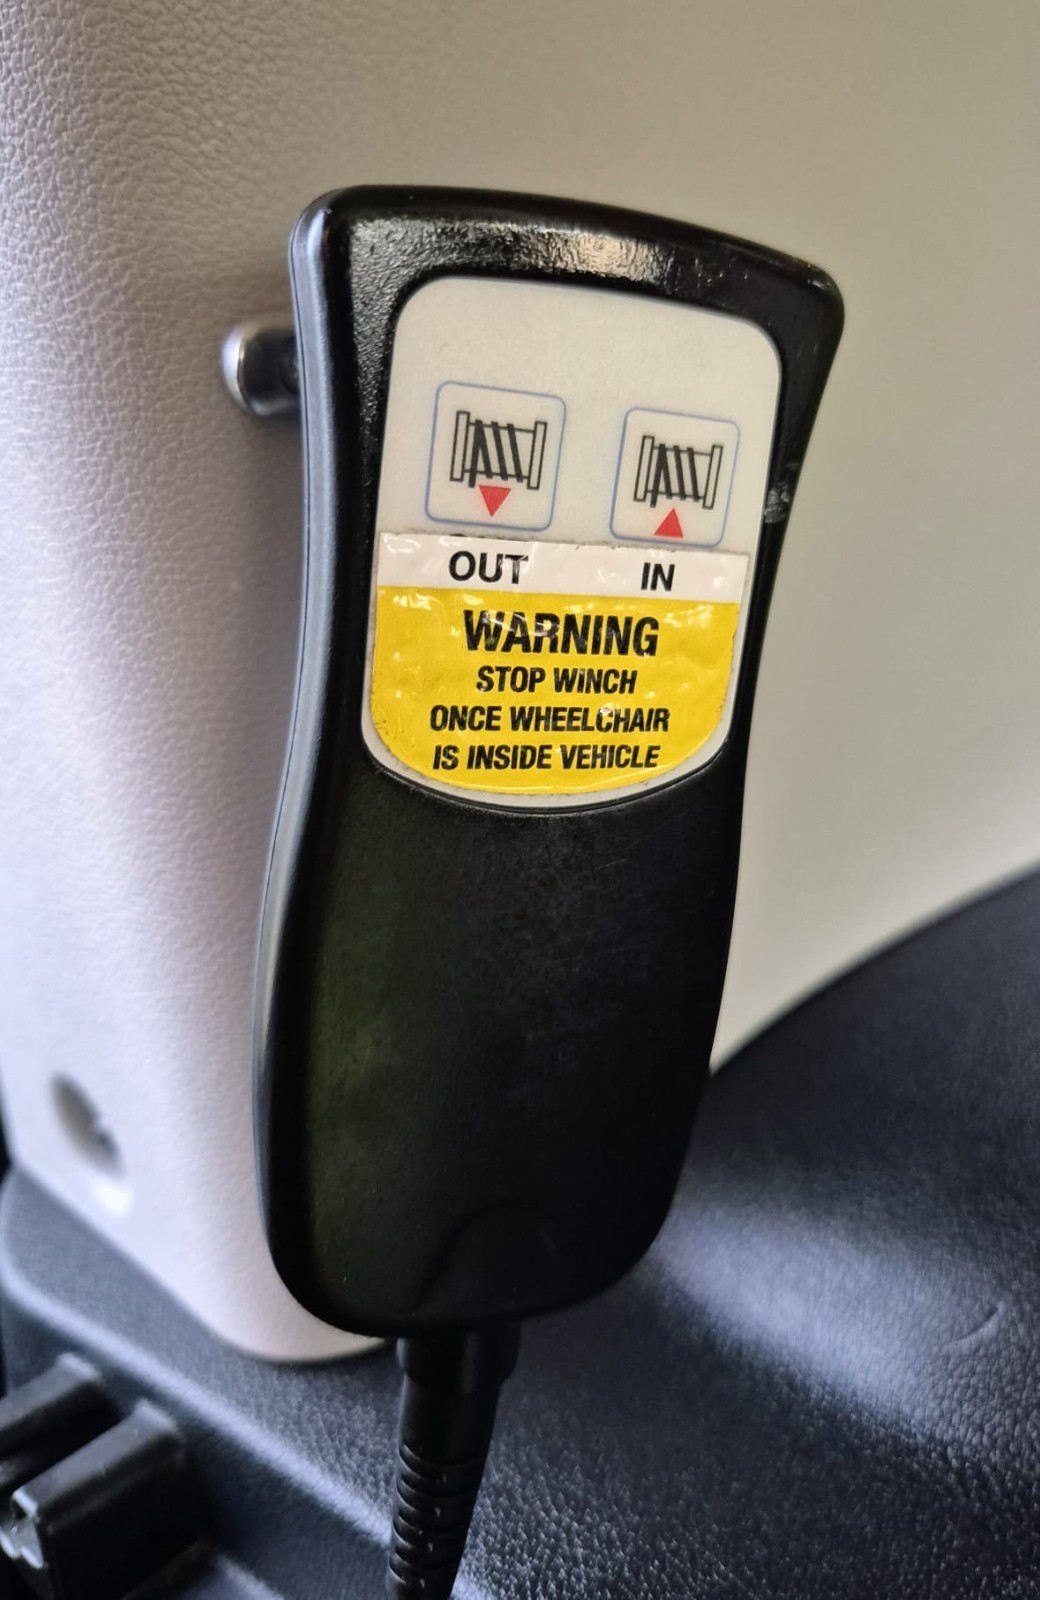 OUT IN
WARNING
STOP WINCH
ONCE WHEELCHAIR
IS INSIDE VEHICLE